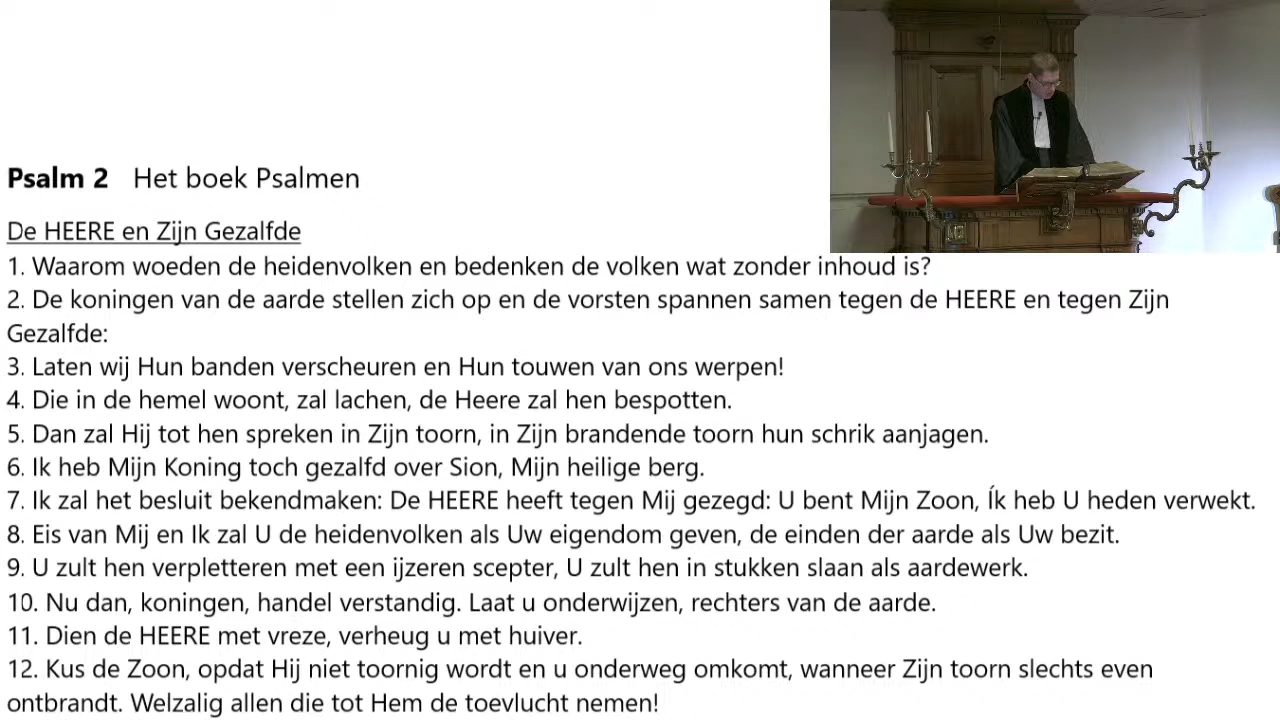 Psalm 2 Het boek Psalmen
De HEERE en Zijn Gezalfde
1. Waarom woeden de heidenvolken en bedenken de volken wat zonder inhoud is?
2. De koningen van de aarde stellen zich op en de vorsten spannen samen tegen de HEERE en tegen Zijn
Gezalfde:
3. Laten wij Hun banden verscheuren en Hun touwen van ons werpen!
4. Die in de hemel woont, zal lachen, de Heere zal hen bespotten.
5. Dan zal Hij tot hen spreken in Zijn toorn, in Zijn brandende toorn hun schrik aanjagen.
6. Ik heb Mijn Koning toch gezalfd over Sion, Mijn heilige berg.
7. Ik zal het besluit bekendmaken: De HEERE heeft tegen Mij gezegd: U bent Mijn Zoon, Ík heb U heden verwekt.
8. Eis van Mij en Ik zal U de heidenvolken als Uw eigendom geven, de einden der aarde als Uw bezit.
9. U zult hen verpletteren met een ijzeren scepter, U zult hen in stukken slaan als aardewerk.
10. Nu dan, koningen, handel verstandig. Laat u onderwijzen, rechters van de aarde.
11. Dien de HEERE met vreze, verheug u met huiver.
12. Kus de Zoon, opdat Hij niet toornig wordt en u onderweg omkomt, wanneer Zijn toorn slechts even
ontbrandt. Welzalig allen die tot Hem de toevlucht nemen!